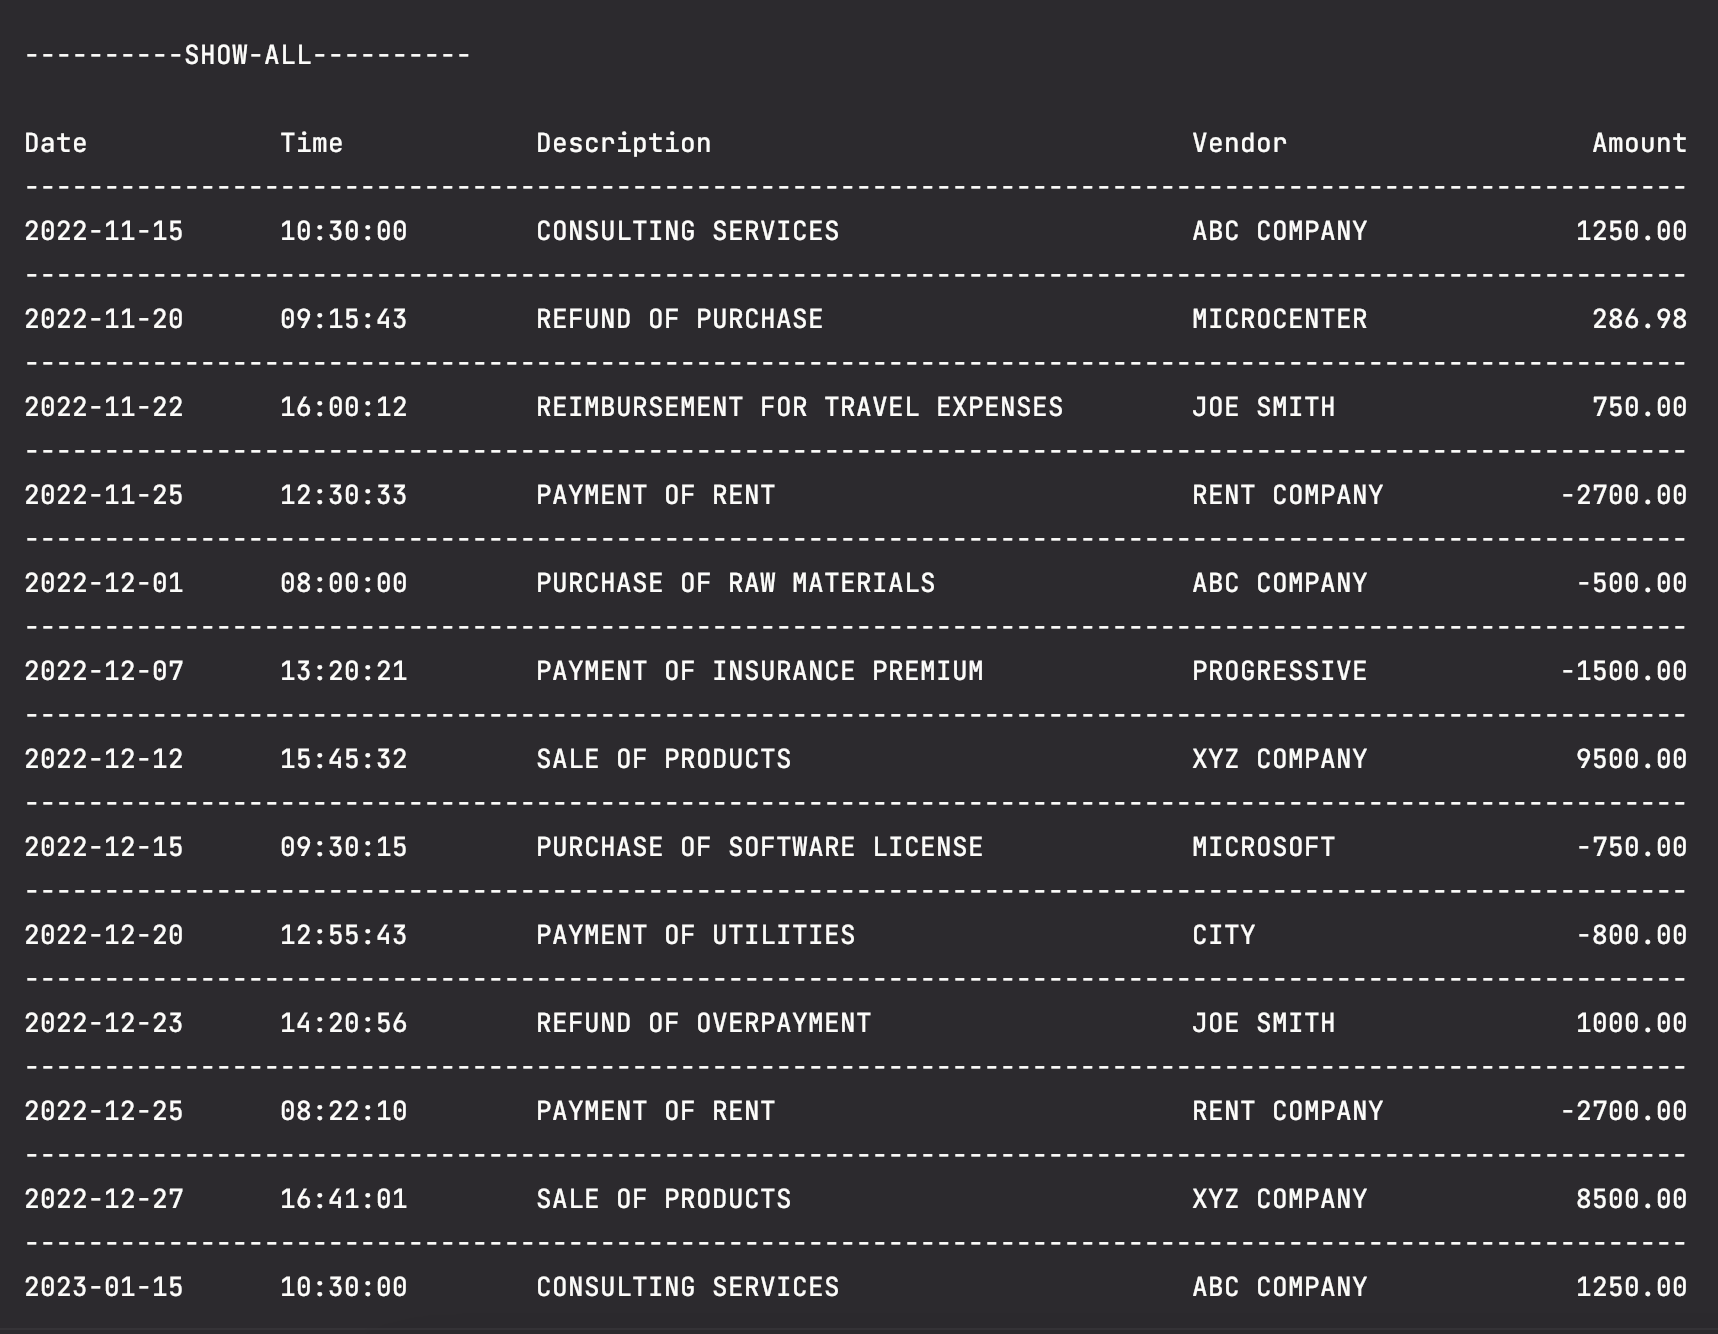 ----------SHOW-ALL----------
Date Time Description Vendor Amount
--------------------------------------------------------------------------------------------------------
2022-11-15 10:30:00 CONSULTING SERVICES ABC COMPANY 1250.00
--------------------------------------------------------------------------------------------------------
2022-11-20 09:15:43 REFUND OF PURCHASE MICROCENTER 286.98
--------------------------------------------------------------------------------------------------------
2022-11-22 16:00:12 REIMBURSEMENT FOR TRAVEL EXPENSES JOE SMITH 750.00
--------------------------------------------------------------------------------------------------------
2022-11-25 12:30:33 PAYMENT OF RENT RENT COMPANY -2700.00
--------------------------------------------------------------------------------------------------------
2022-12-01 08:00:00 PURCHASE OF RAW MATERIALS ABC COMPANY -500.00
--------------------------------------------------------------------------------------------------------
2022-12-07 13:20:21 PAYMENT OF INSURANCE PREMIUM PROGRESSIVE -1500.00
--------------------------------------------------------------------------------------------------------
2022-12-12 15:45:32 SALE OF PRODUCTS XYZ COMPANY 9500.00
--------------------------------------------------------------------------------------------------------
2022-12-15 09:30:15 PURCHASE OF SOFTWARE LICENSE MICROSOFT -750.00
--------------------------------------------------------------------------------------------------------
2022-12-20 12:55:43 PAYMENT OF UTILITIES CITY -800.00
--------------------------------------------------------------------------------------------------------
2022-12-23 14:20:56 REFUND OF OVERPAYMENT JOE SMITH 1000.00
--------------------------------------------------------------------------------------------------------
2022-12-25 08:22:10 PAYMENT OF RENT RENT COMPANY -2700.00
--------------------------------------------------------------------------------------------------------
2022-12-27 16:41:01 SALE OF PRODUCTS XYZ COMPANY 8500.00
--------------------------------------------------------------------------------------------------------
2023-01-15 10:30:00 CONSULTING SERVICES ABC COMPANY 1250.00